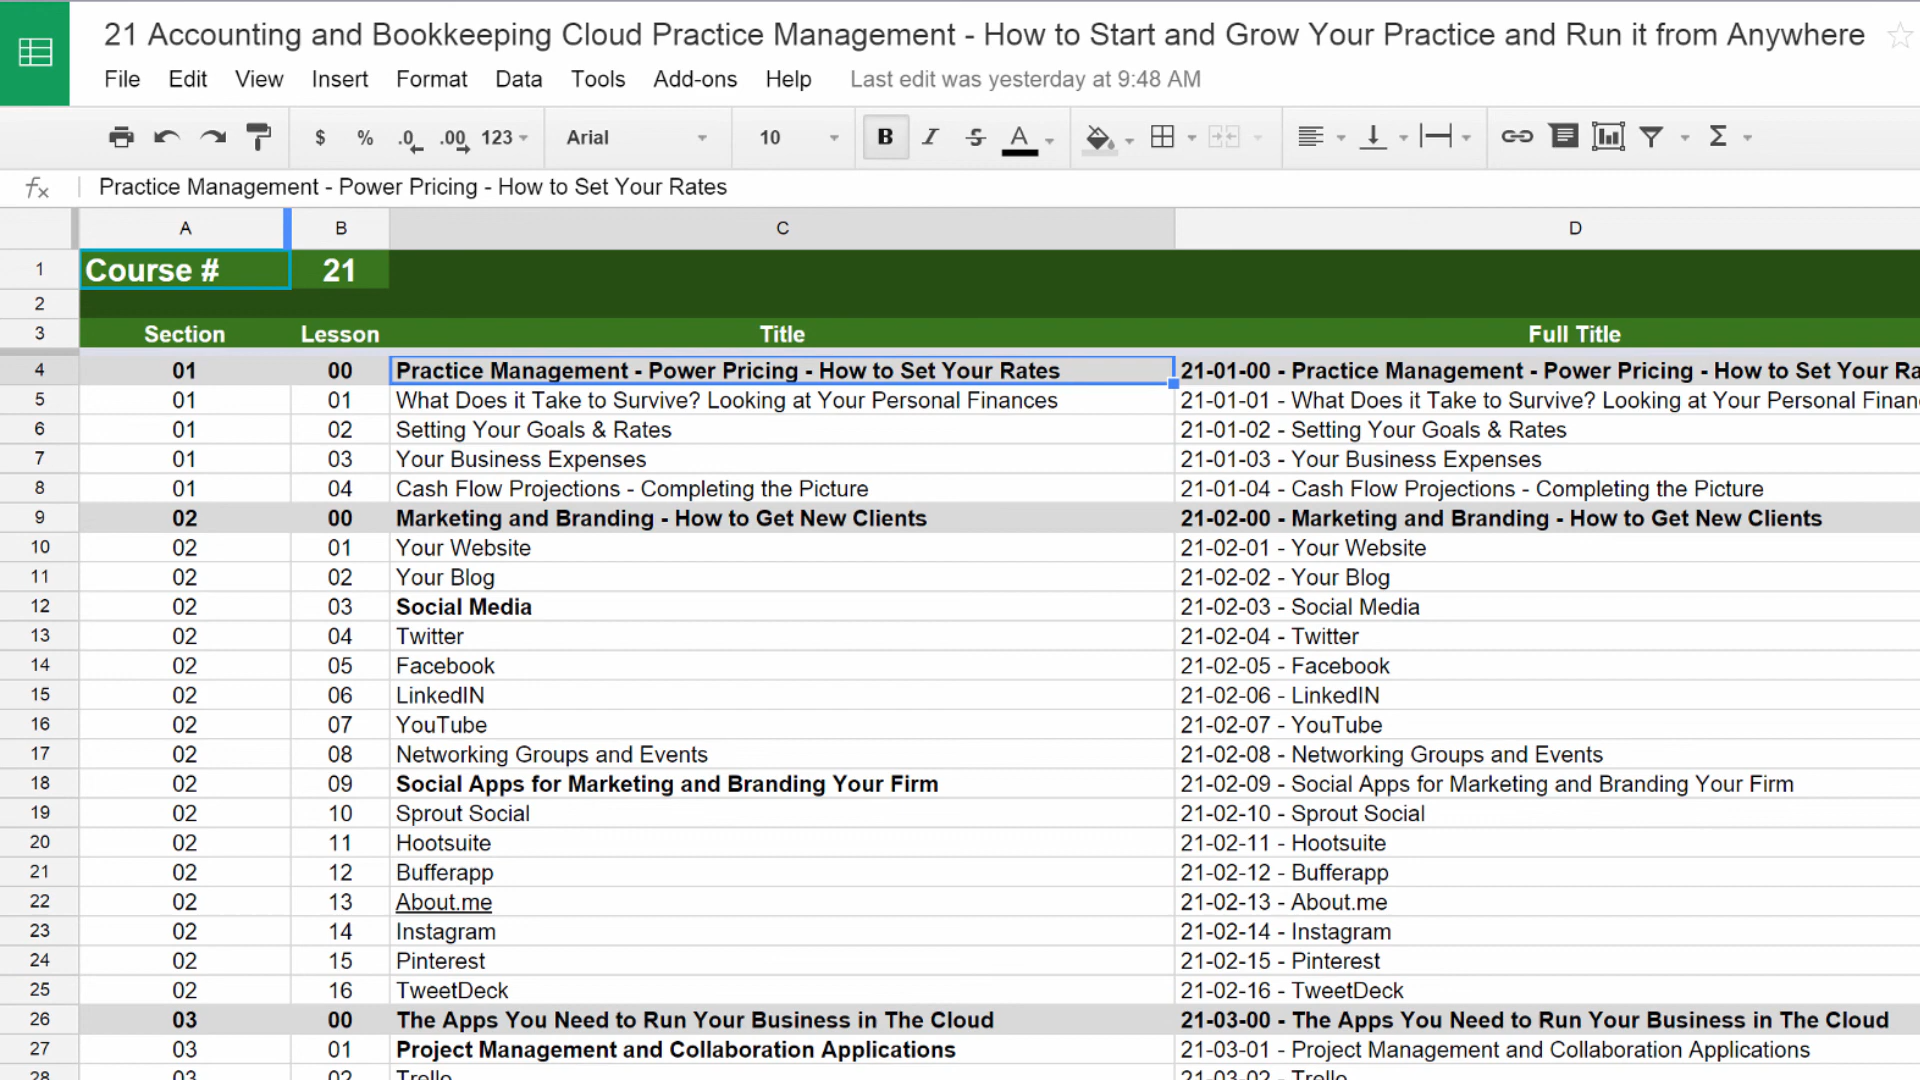 21 Accounting and Bookkeeping Cloud Practice Management - How to Start and Grow Your Practice and Run it from Anywhere
File Edit View Insert Format Data Tools Add-ons Help Last edit was yesterday at 9:48 AM
$ % .0 .00 123 Arial 10 B I S A Σ
fx Practice Management - Power Pricing - How to Set Your Rates
A B C D
1 Course # 21
2
3 Section Lesson Title Full Title
4 01 00 Practice Management - Power Pricing - How to Set Your Rates 21-01-00 - Practice Management - Power Pricing - How to Set Your Ra
5 01 01 What Does it Take to Survive? Looking at Your Personal Finances 21-01-01 - What Does it Take to Survive? Looking at Your Personal Finan
6 01 02 Setting Your Goals & Rates 21-01-02 - Setting Your Goals & Rates
7 01 03 Your Business Expenses 21-01-03 - Your Business Expenses
8 01 04 Cash Flow Projections - Completing the Picture 21-01-04 - Cash Flow Projections - Completing the Picture
9 02 00 Marketing and Branding - How to Get New Clients 21-02-00 - Marketing and Branding - How to Get New Clients
10 02 01 Your Website 21-02-01 - Your Website
11 02 02 Your Blog 21-02-02 - Your Blog
12 02 03 Social Media 21-02-03 - Social Media
13 02 04 Twitter 21-02-04 - Twitter
14 02 05 Facebook 21-02-05 - Facebook
15 02 06 LinkedIN 21-02-06 - LinkedIN
16 02 07 YouTube 21-02-07 - YouTube
17 02 08 Networking Groups and Events 21-02-08 - Networking Groups and Events
18 02 09 Social Apps for Marketing and Branding Your Firm 21-02-09 - Social Apps for Marketing and Branding Your Firm
19 02 10 Sprout Social 21-02-10 - Sprout Social
20 02 11 Hootsuite 21-02-11 - Hootsuite
21 02 12 Bufferapp 21-02-12 - Bufferapp
22 02 13 About.me 21-02-13 - About.me
23 02 14 Instagram 21-02-14 - Instagram
24 02 15 Pinterest 21-02-15 - Pinterest
25 02 16 TweetDeck 21-02-16 - TweetDeck
26 03 00 The Apps You Need to Run Your Business in The Cloud 21-03-00 - The Apps You Need to Run Your Business in The Cloud
27 03 01 Project Management and Collaboration Applications 21-03-01 - Project Management and Collaboration Applications
28 03 02 Trello 21-03-02 - Trello